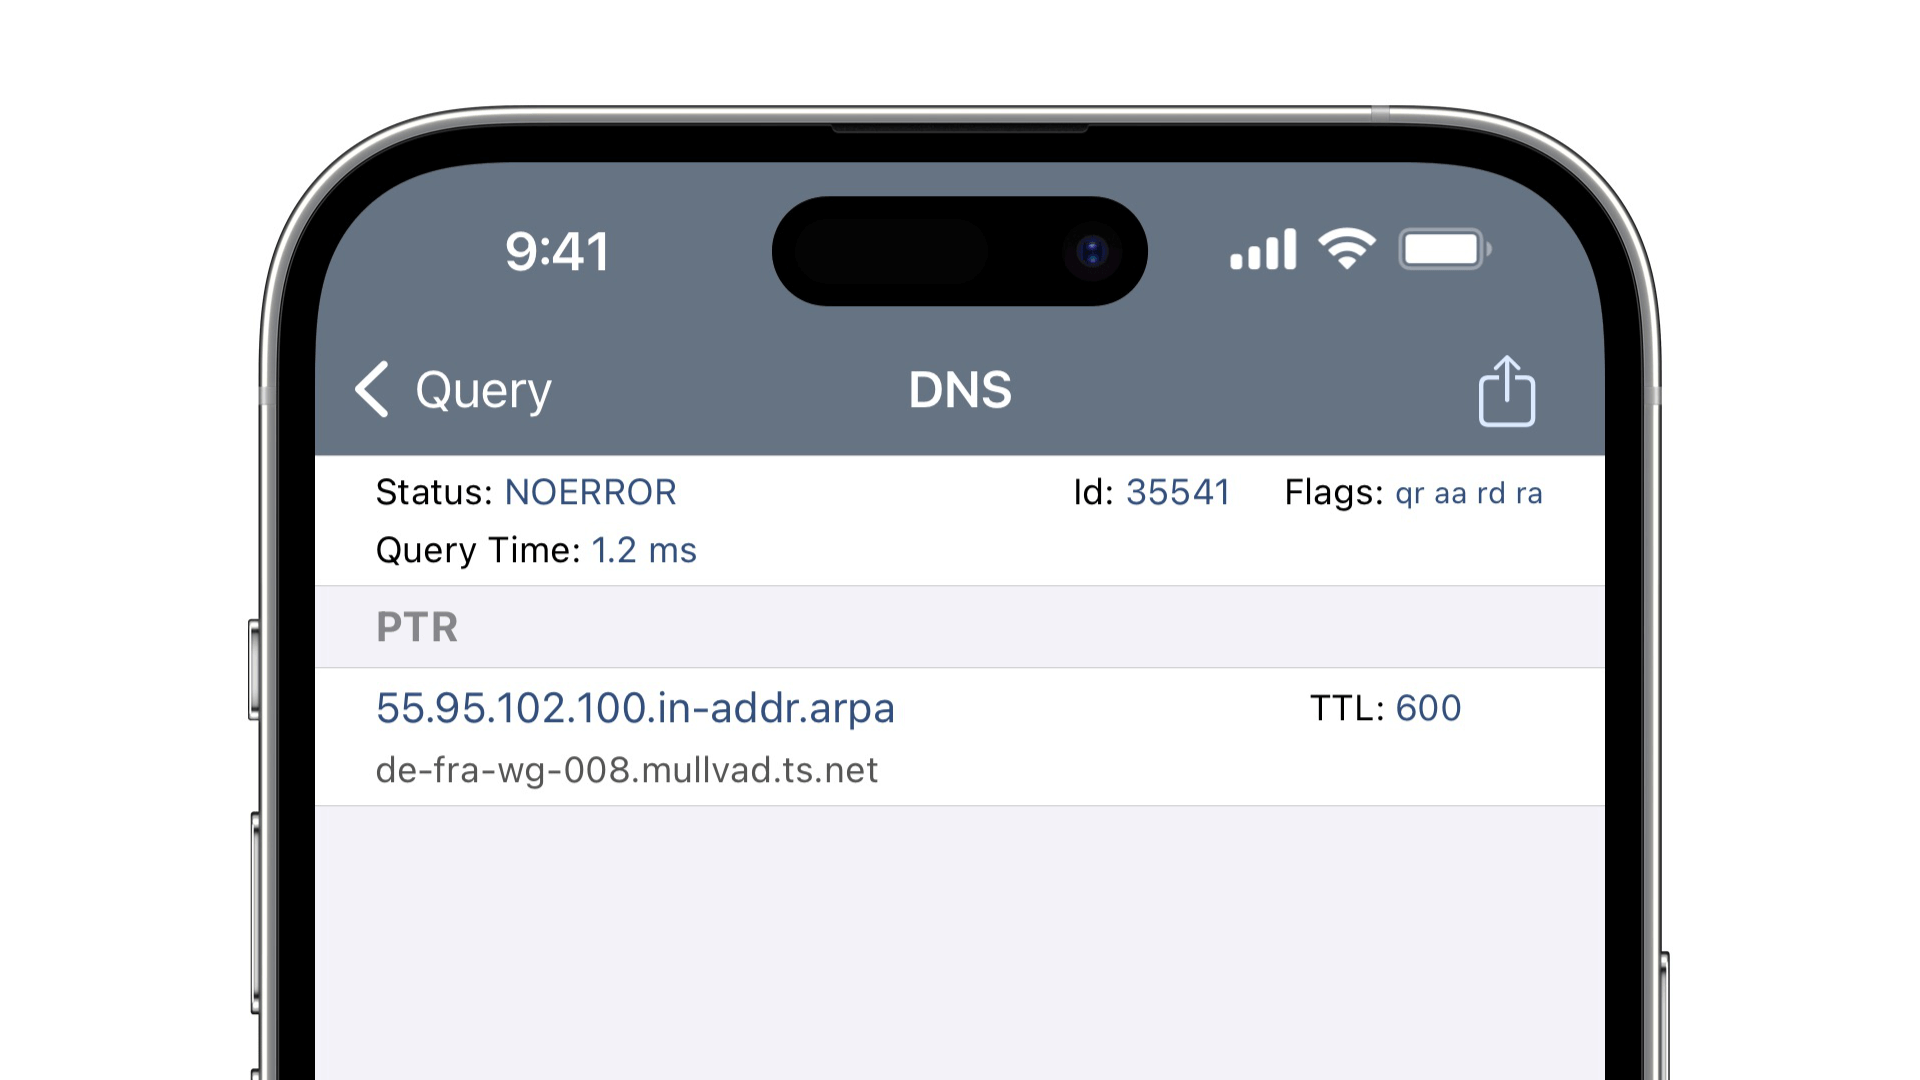 9:41
Query DNS
Status: NOERROR Id: 35541 Flags: qr aa rd ra
Query Time: 1.2 ms
PTR
55.95.102.100.in-addr.arpa TTL: 600
de-fra-wg-008.mullvad.ts.net